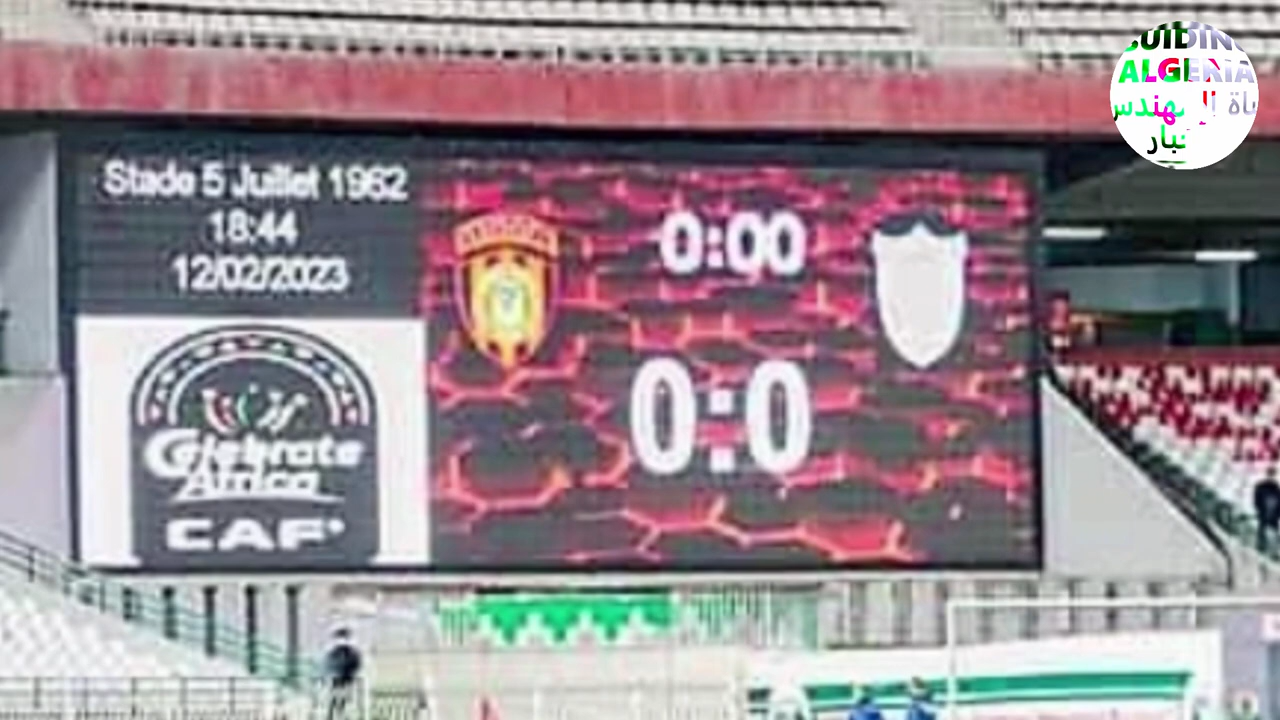 Stade 5 Juillet 1962
18:44
12/02/2023
0:00
0:0
Celebrate
Africa
CAF
ALGERIA